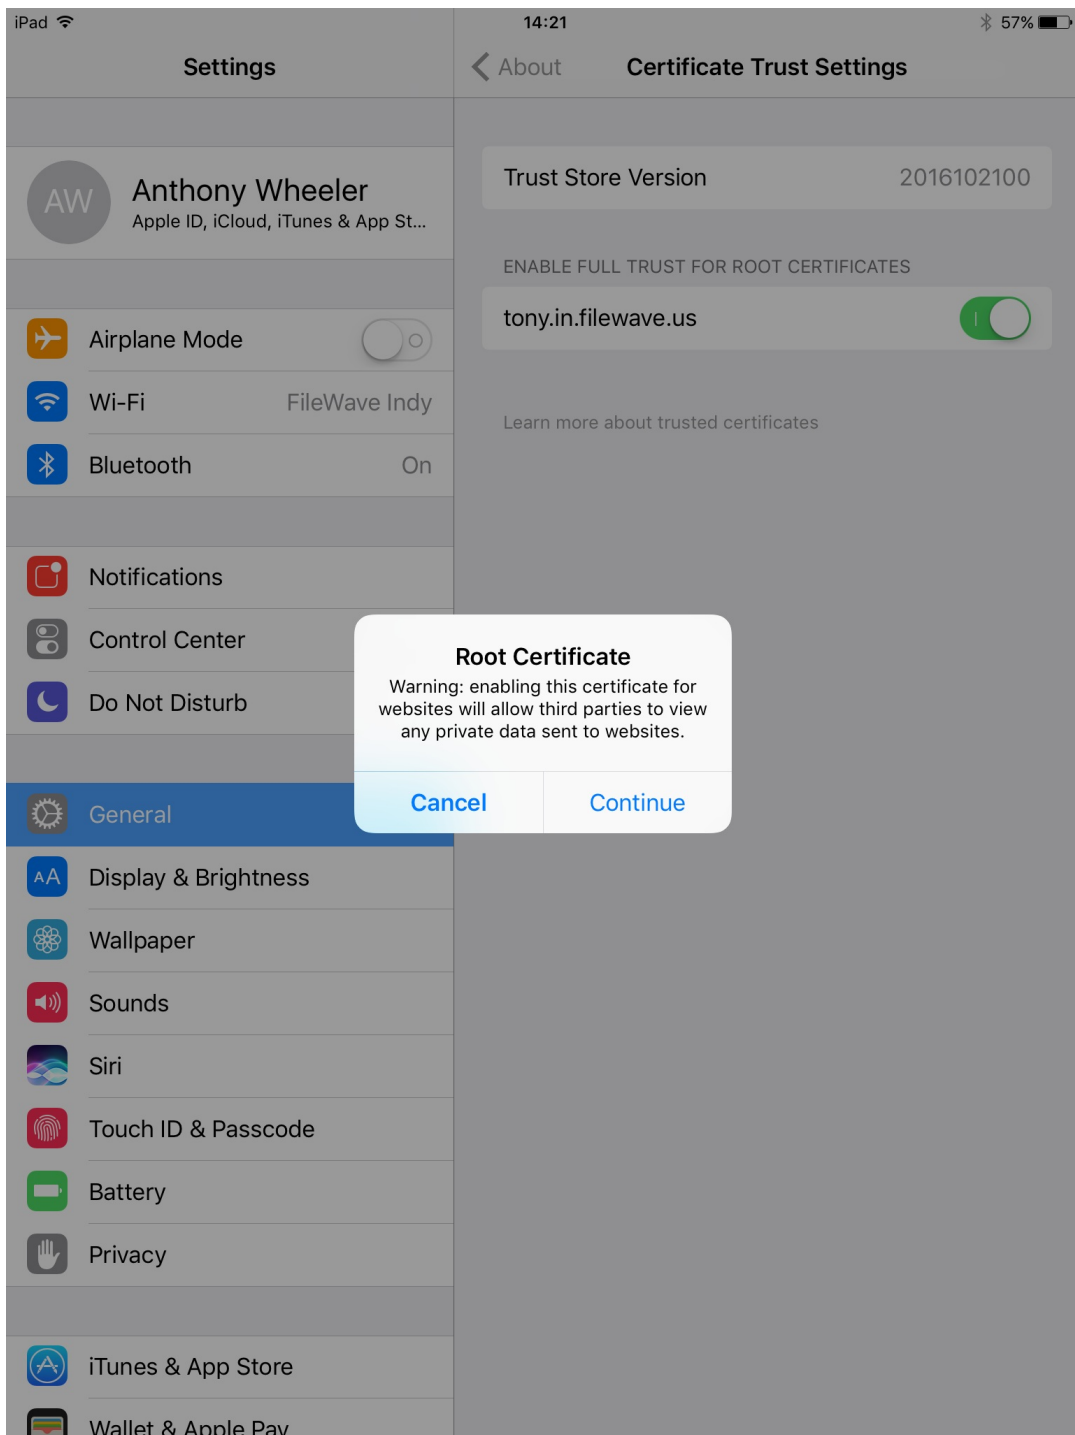 iPad
14:21
57%
Settings
About
Certificate Trust Settings
AW
Anthony Wheeler
Apple ID, iCloud, iTunes & App St...
Airplane Mode
Wi-Fi FileWave Indy
Bluetooth On
Notifications
Control Center
Do Not Disturb
General
AA Display & Brightness
Wallpaper
Sounds
Siri
Touch ID & Passcode
Battery
Privacy
iTunes & App Store
Wallet & Apple Pay
Trust Store Version 2016102100
ENABLE FULL TRUST FOR ROOT CERTIFICATES
tony.in.filewave.us
Learn more about trusted certificates
Root Certificate
Warning: enabling this certificate for
websites will allow third parties to view
any private data sent to websites.
Cancel
Continue